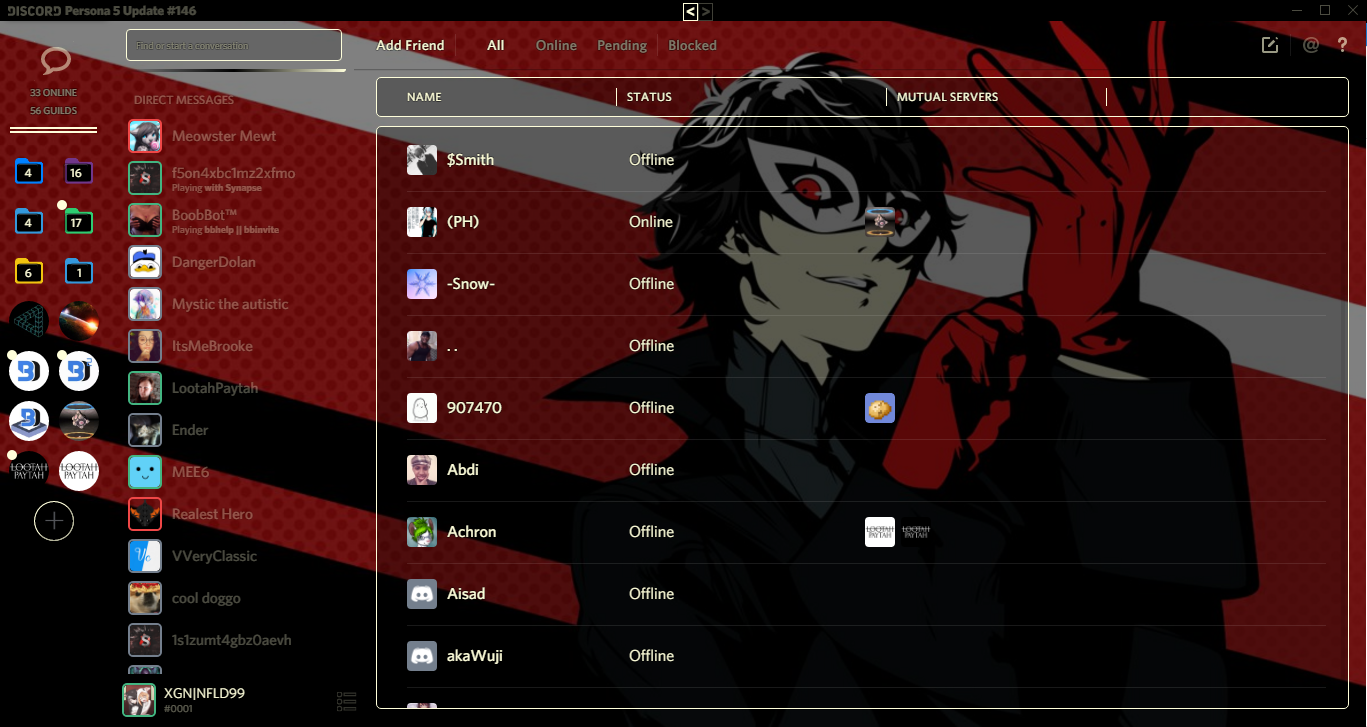 DISCORD Persona 5 Update #146
< >
Find or start a conversation
Add Friend All Online Pending Blocked
@ ?
33 ONLINE
56 GUILDS
DIRECT MESSAGES
NAME STATUS MUTUAL SERVERS
4 16
4 17
6 1
LOOTAH PAYTAH LOOTAH PAYTAH
Meowster Mewt
f5on4xbc1mz2xfmo
Playing with Synapse
BoobBot™
Playing bbhelp || bbinvite
DangerDolan
Mystic the autistic
ItsMeBrooke
LootahPaytah
Ender
MEE6
Realest Hero
VVeryClassic
cool doggo
1s1zumt4gbz0aevh
XGN|NFLD99
#0001
$Smith Offline
(PH) Online
-Snow- Offline
. . Offline
907470 Offline
Abdi Offline
Achron Offline LOOTAH PAYTAH LOOTAH PAYTAH
Aisad Offline
akaWuji Offline